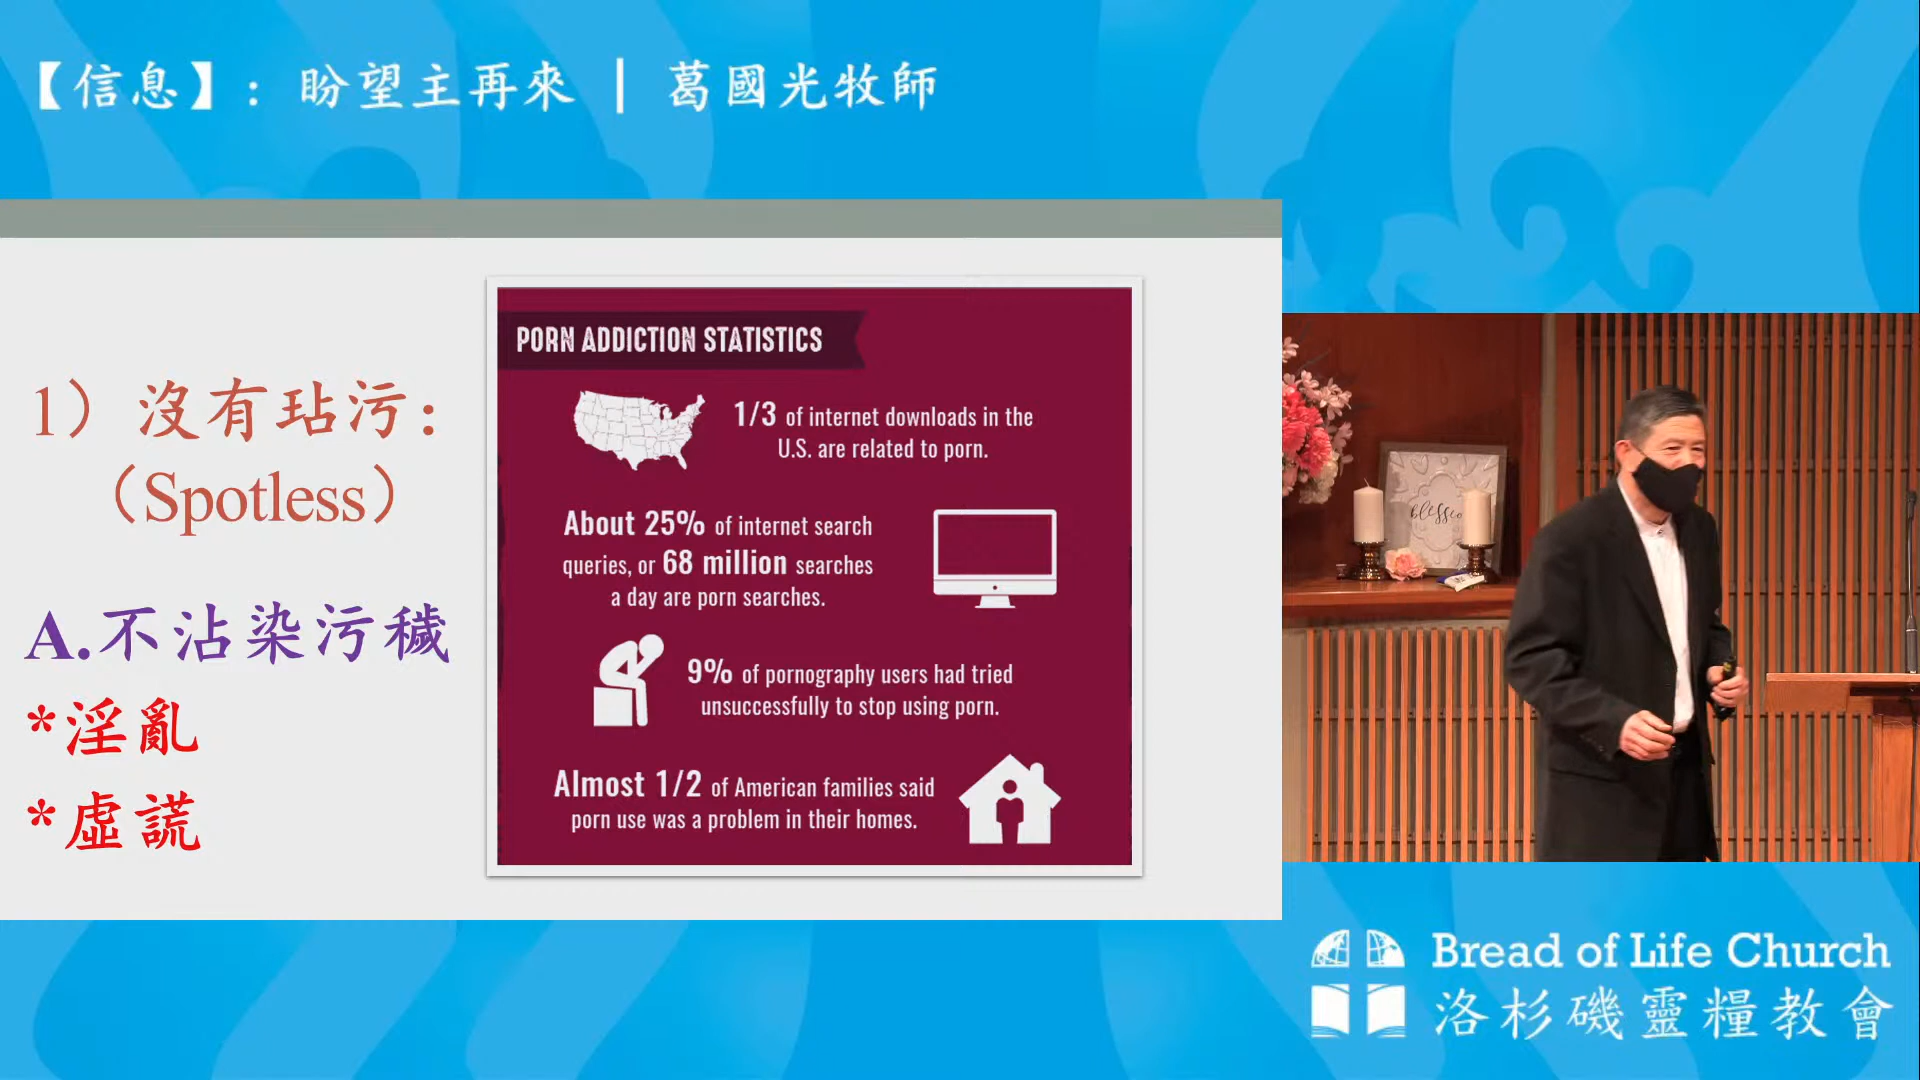 【信息】：盼望主再來 | 葛國光牧師
1）沒有玷污：
（Spotless）
A.不沾染污穢
*淫亂
*虛謊
PORN ADDICTION STATISTICS
1/3 of internet downloads in the
U.S. are related to porn.
About 25% of internet search
queries, or 68 million searches
a day are porn searches.
9% of pornography users had tried
unsuccessfully to stop using porn.
Almost 1/2 of American families said
porn use was a problem in their homes.
blessed
Bread of Life Church
洛杉磯靈糧教會